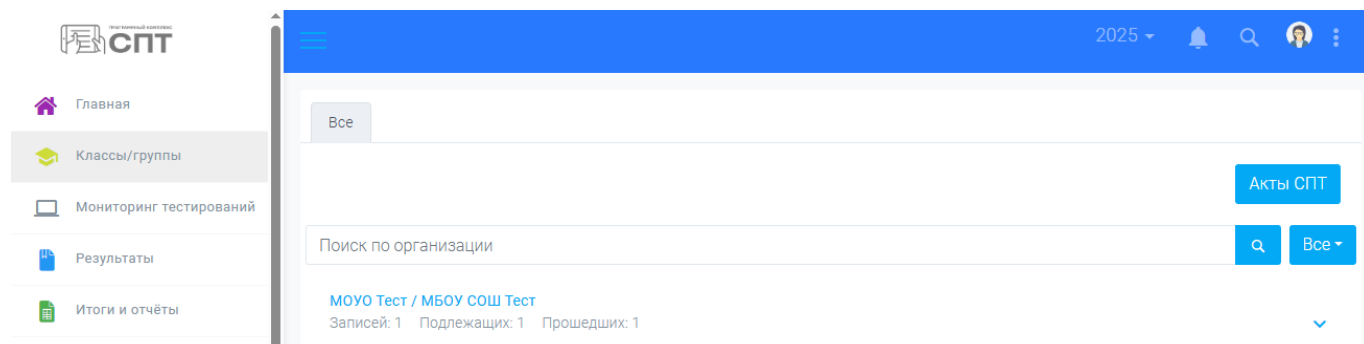 ПРОГРАММНЫЙ КОМПЛЕКС
СПТ
2025
Главная
Классы/группы
Мониторинг тестирований
Результаты
Итоги и отчёты
Все
Акты СПТ
Поиск по организации
Все
МОУО Тест / МБОУ СОШ Тест
Записей: 1 Подлежащих: 1 Прошедших: 1